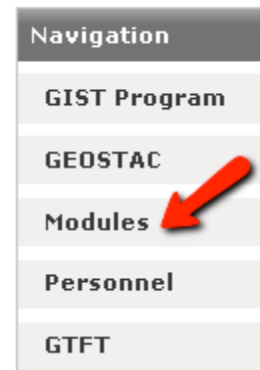 Navigation
GIST Program
GEOSTAC
Modules
Personnel
GTFT